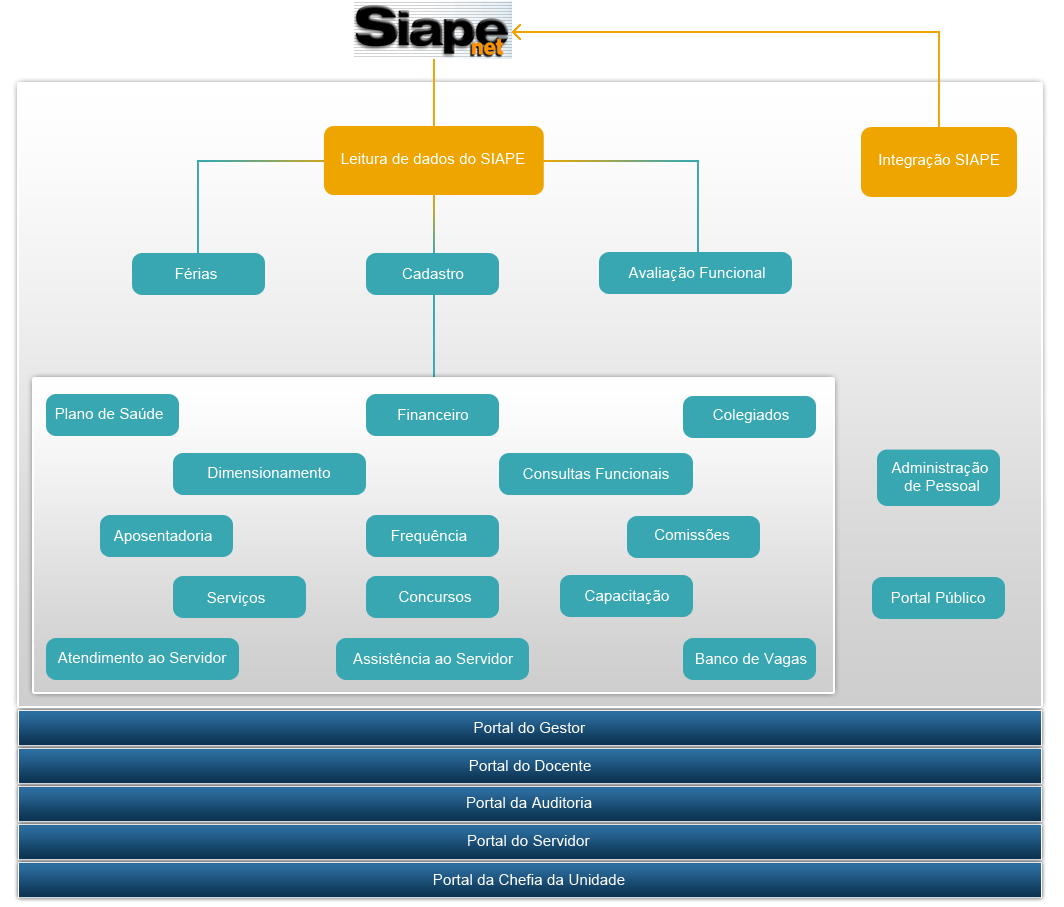 Siape
net
Leitura de dados do SIAPE
Integração SIAPE
Férias
Cadastro
Avaliação Funcional
Plano de Saúde
Financeiro
Colegiados
Dimensionamento
Consultas Funcionais
Administração
de Pessoal
Aposentadoria
Frequência
Comissões
Serviços
Concursos
Capacitação
Portal Público
Atendimento ao Servidor
Assistência ao Servidor
Banco de Vagas
Portal do Gestor
Portal do Docente
Portal da Auditoria
Portal do Servidor
Portal da Chefia da Unidade